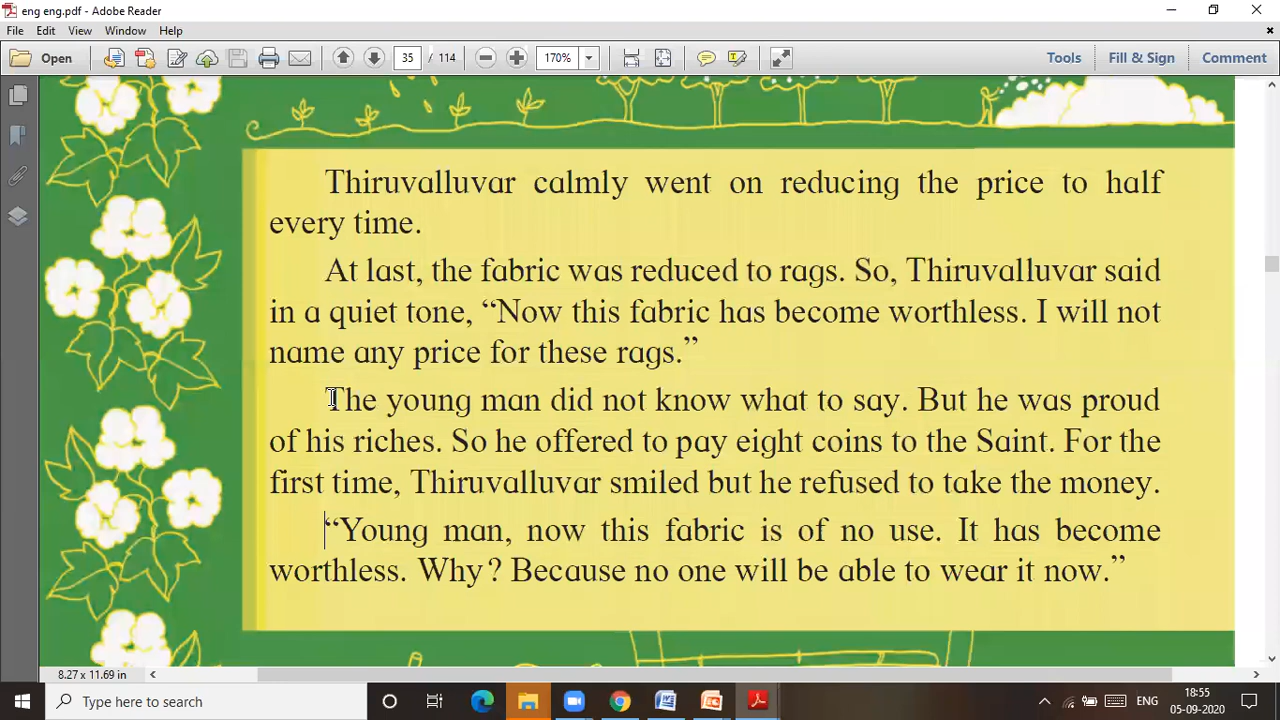 eng eng.pdf - Adobe Reader
File Edit View Window Help
Open 35 / 114 170% Tools Fill & Sign Comment
Thiruvalluvar calmly went on reducing the price to half
every time.
At last, the fabric was reduced to rags. So, Thiruvalluvar said
in a quiet tone, “Now this fabric has become worthless. I will not
name any price for these rags.”
The young man did not know what to say. But he was proud
of his riches. So he offered to pay eight coins to the Saint. For the
first time, Thiruvalluvar smiled but he refused to take the money.
“Young man, now this fabric is of no use. It has become
worthless. Why? Because no one will be able to wear it now.”
8.27 x 11.69 in
Type here to search ENG 18:55
05-09-2020